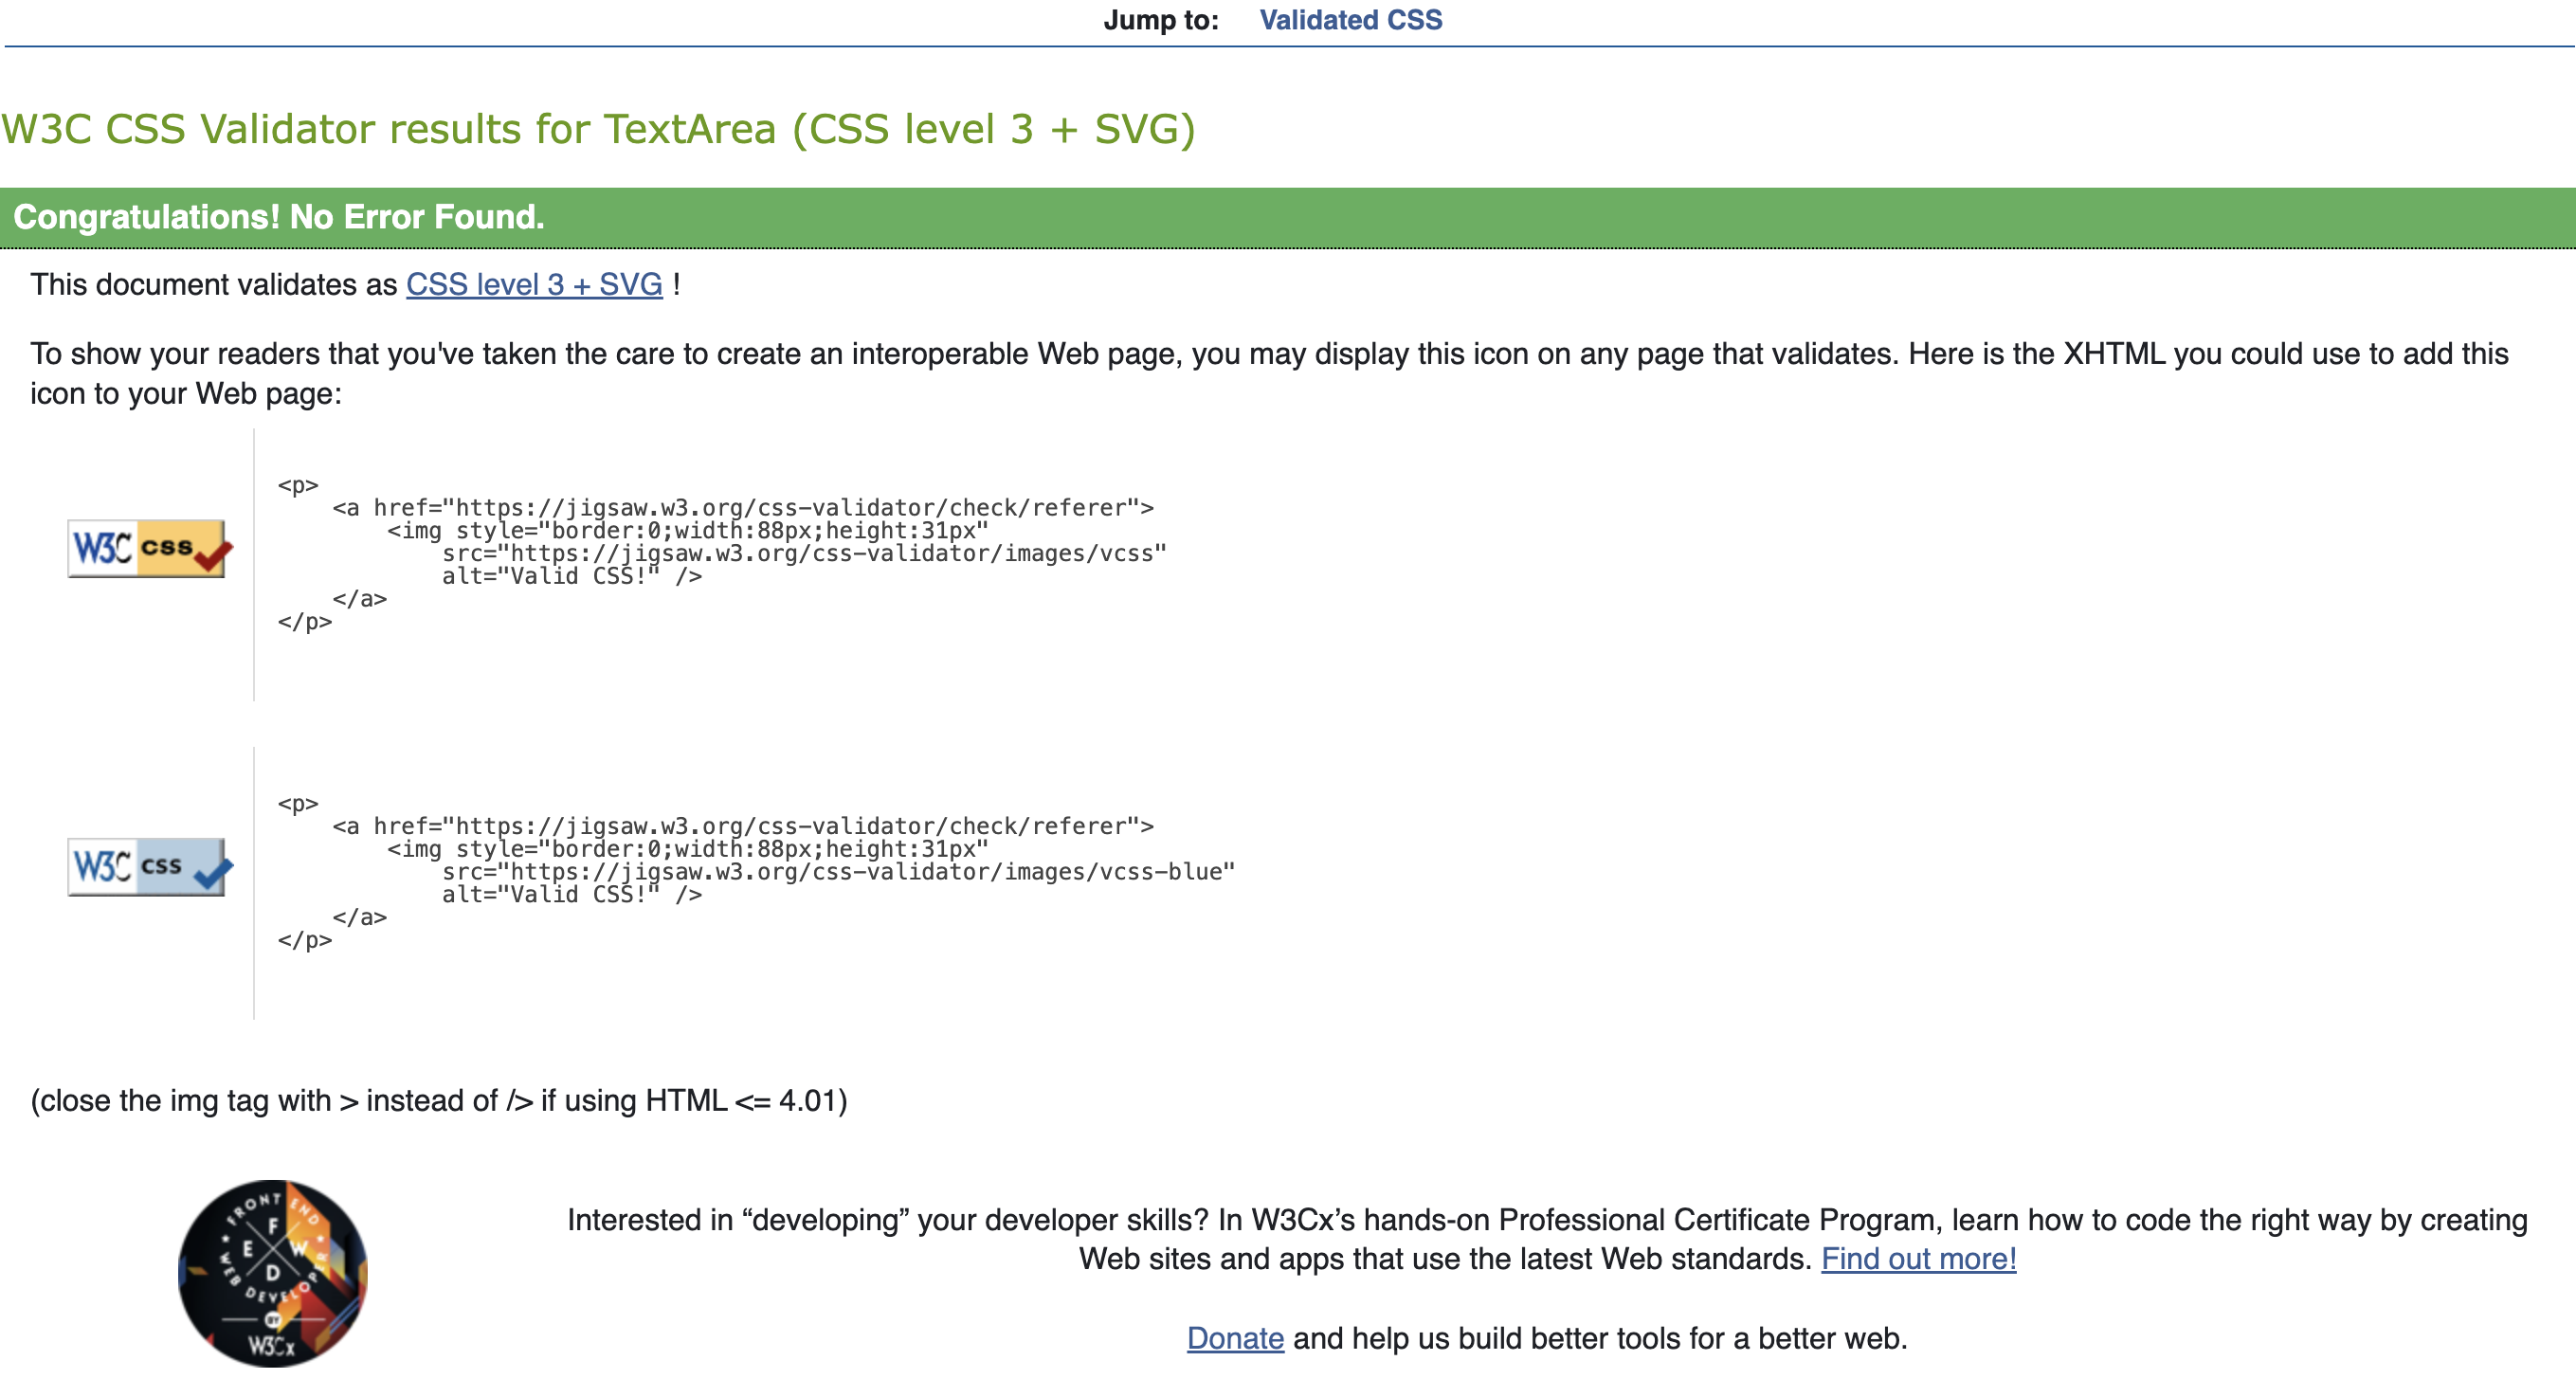 Jump to: Validated CSS
W3C CSS Validator results for TextArea (CSS level 3 + SVG)
Congratulations! No Error Found.
This document validates as CSS level 3 + SVG !
To show your readers that you've taken the care to create an interoperable Web page, you may display this icon on any page that validates. Here is the XHTML you could use to add this
icon to your Web page:
W3C css
<p>
    <a href="https://jigsaw.w3.org/css-validator/check/referer">
        <img style="border:0;width:88px;height:31px"
            src="https://jigsaw.w3.org/css-validator/images/vcss"
            alt="Valid CSS!" />
    </a>
</p>
W3C css
<p>
    <a href="https://jigsaw.w3.org/css-validator/check/referer">
        <img style="border:0;width:88px;height:31px"
            src="https://jigsaw.w3.org/css-validator/images/vcss-blue"
            alt="Valid CSS!" />
    </a>
</p>
(close the img tag with > instead of /> if using HTML <= 4.01)
FRONT END
WEB DEVELOPER
F
E W
D
BY
W3Cx
Interested in “developing” your developer skills? In W3Cx’s hands-on Professional Certificate Program, learn how to code the right way by creating
Web sites and apps that use the latest Web standards. Find out more!
Donate and help us build better tools for a better web.